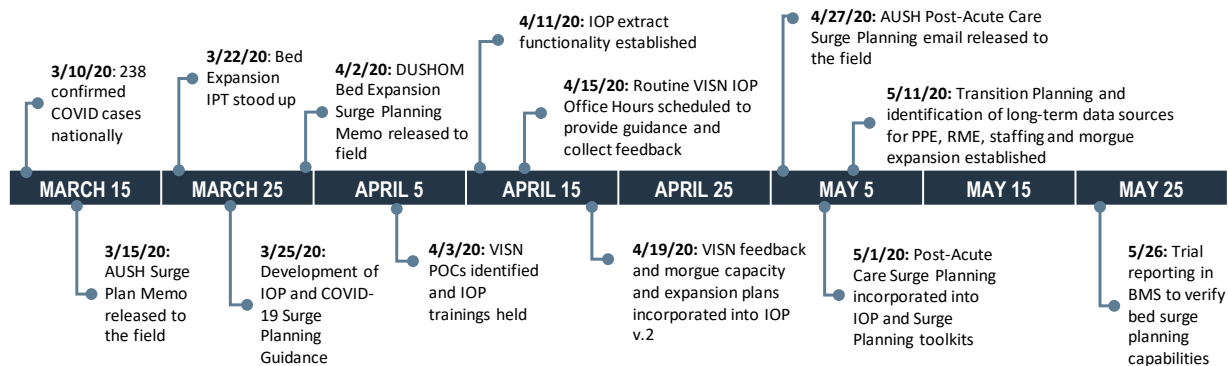 3/10/20: 238
confirmed
COVID cases
nationally
3/22/20: Bed
Expansion
IPT stood up
4/2/20: DUSHOM
Bed Expansion
Surge Planning
Memo released to
field
4/11/20: IOP extract
functionality established
4/15/20: Routine VISN IOP
Office Hours scheduled to
provide guidance and
collect feedback
4/27/20: AUSH Post-Acute Care
Surge Planning email released to
the field
5/11/20: Transition Planning and
identification of long-term data sources
for PPE, RME, staffing and morgue
expansion established
MARCH 15
MARCH 25
APRIL 5
APRIL 15
APRIL 25
MAY 5
MAY 15
MAY 25
3/15/20:
AUSH Surge
Plan Memo
released to
the field
3/25/20:
Development of
IOP and COVID-
19 Surge
Planning
Guidance
4/3/20: VISN
POCs identified
and IOP
trainings held
4/19/20: VISN feedback
and morgue capacity
and expansion plans
incorporated into IOP
v.2
5/1/20: Post-Acute
Care Surge Planning
incorporated into
IOP and Surge
Planning toolkits
5/26: Trial
reporting in
BMS to verify
bed surge
planning
capabilities